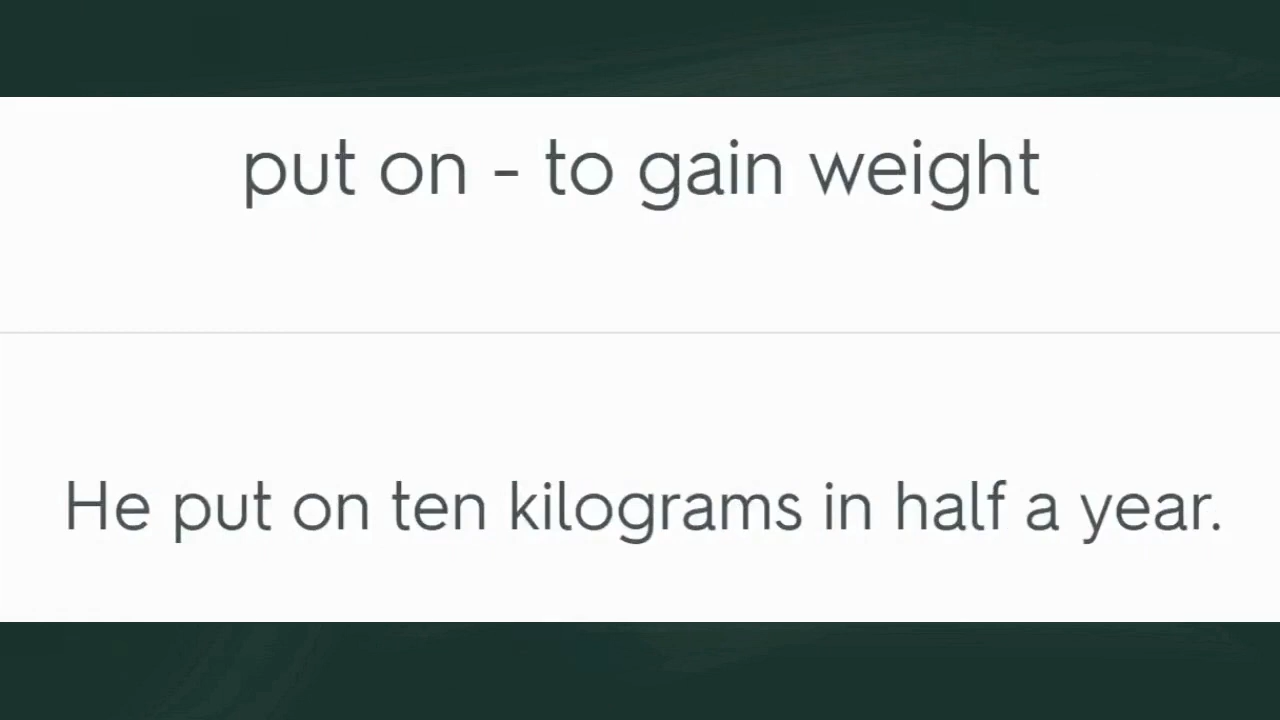 put on - to gain weight
He put on ten kilograms in half a year.